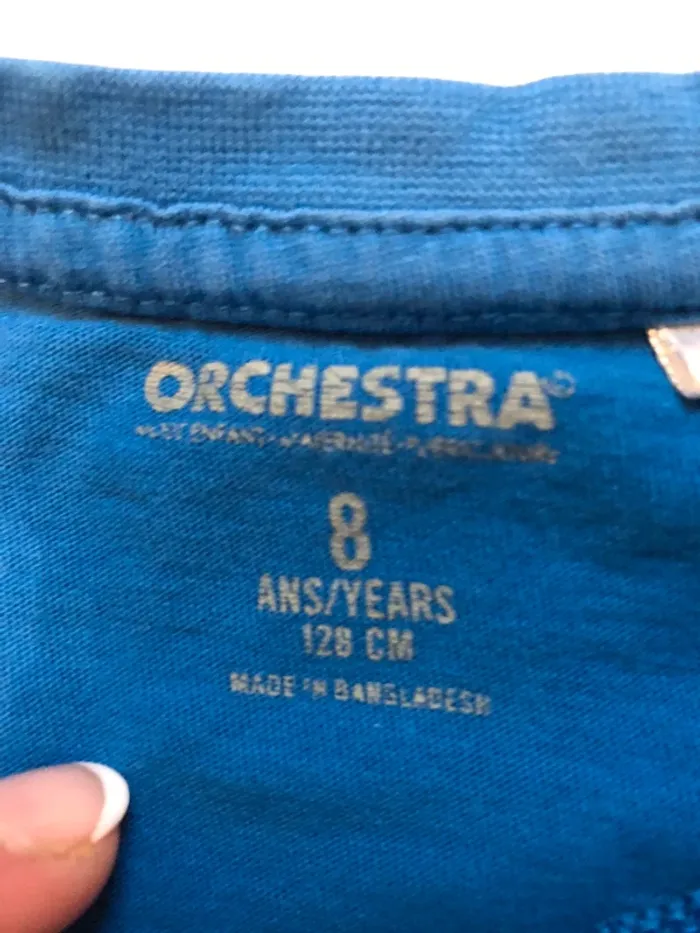 ORCHESTRA
8
ANS/YEARS
128 CM
MADE IN BANGLADESH